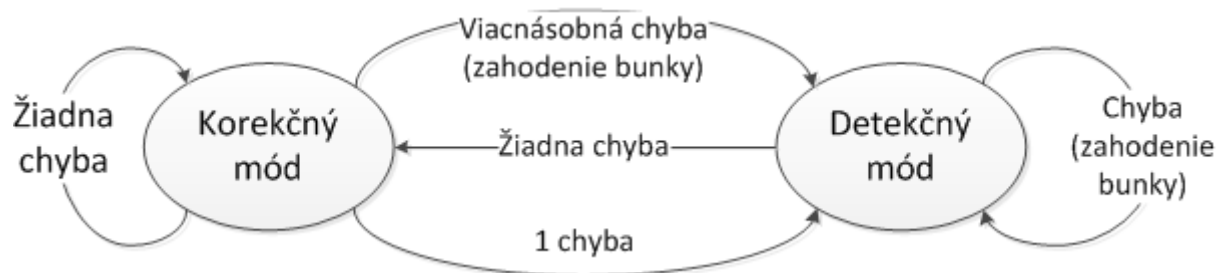 Viacnásobná chyba
(zahodenie bunky)
Žiadna
chyba
Korekčný
mód
Žiadna chyba
Detekčný
mód
Chyba
(zahodenie
bunky)
1 chyba